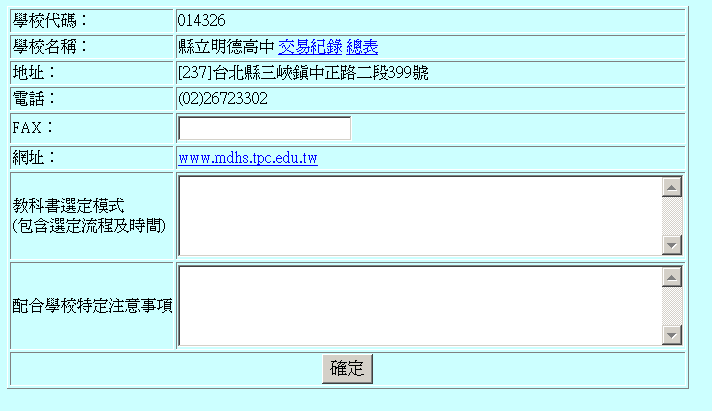 學校代碼： 014326
學校名稱： 縣立明德高中 交易紀錄 總表
地址： [237]台北縣三峽鎮中正路二段399號
電話： (02)26723302
FAX：
網址： www.mdhs.tpc.edu.tw
教科書選定模式
(包含選定流程及時間)
配合學校特定注意事項
確定